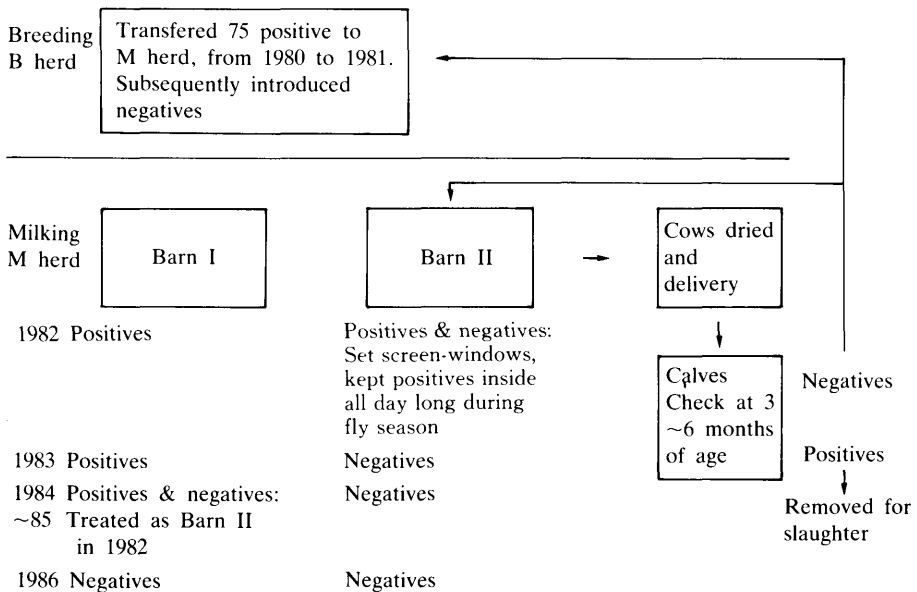 Breeding
B herd
Transfered 75 positive to
M herd, from 1980 to 1981.
Subsequently introduced
negatives
Milking
M herd
Barn I
Barn II
Cows dried
and
delivery
1982 Positives
Positives & negatives:
Set screen-windows,
kept positives inside
all day long during
fly season
Calves
Check at 3
~6 months
of age
Negatives
Positives
Removed for
slaughter
1983 Positives
Negatives
1984 Positives & negatives:
Negatives
~85 Treated as Barn II
in 1982
1986 Negatives
Negatives